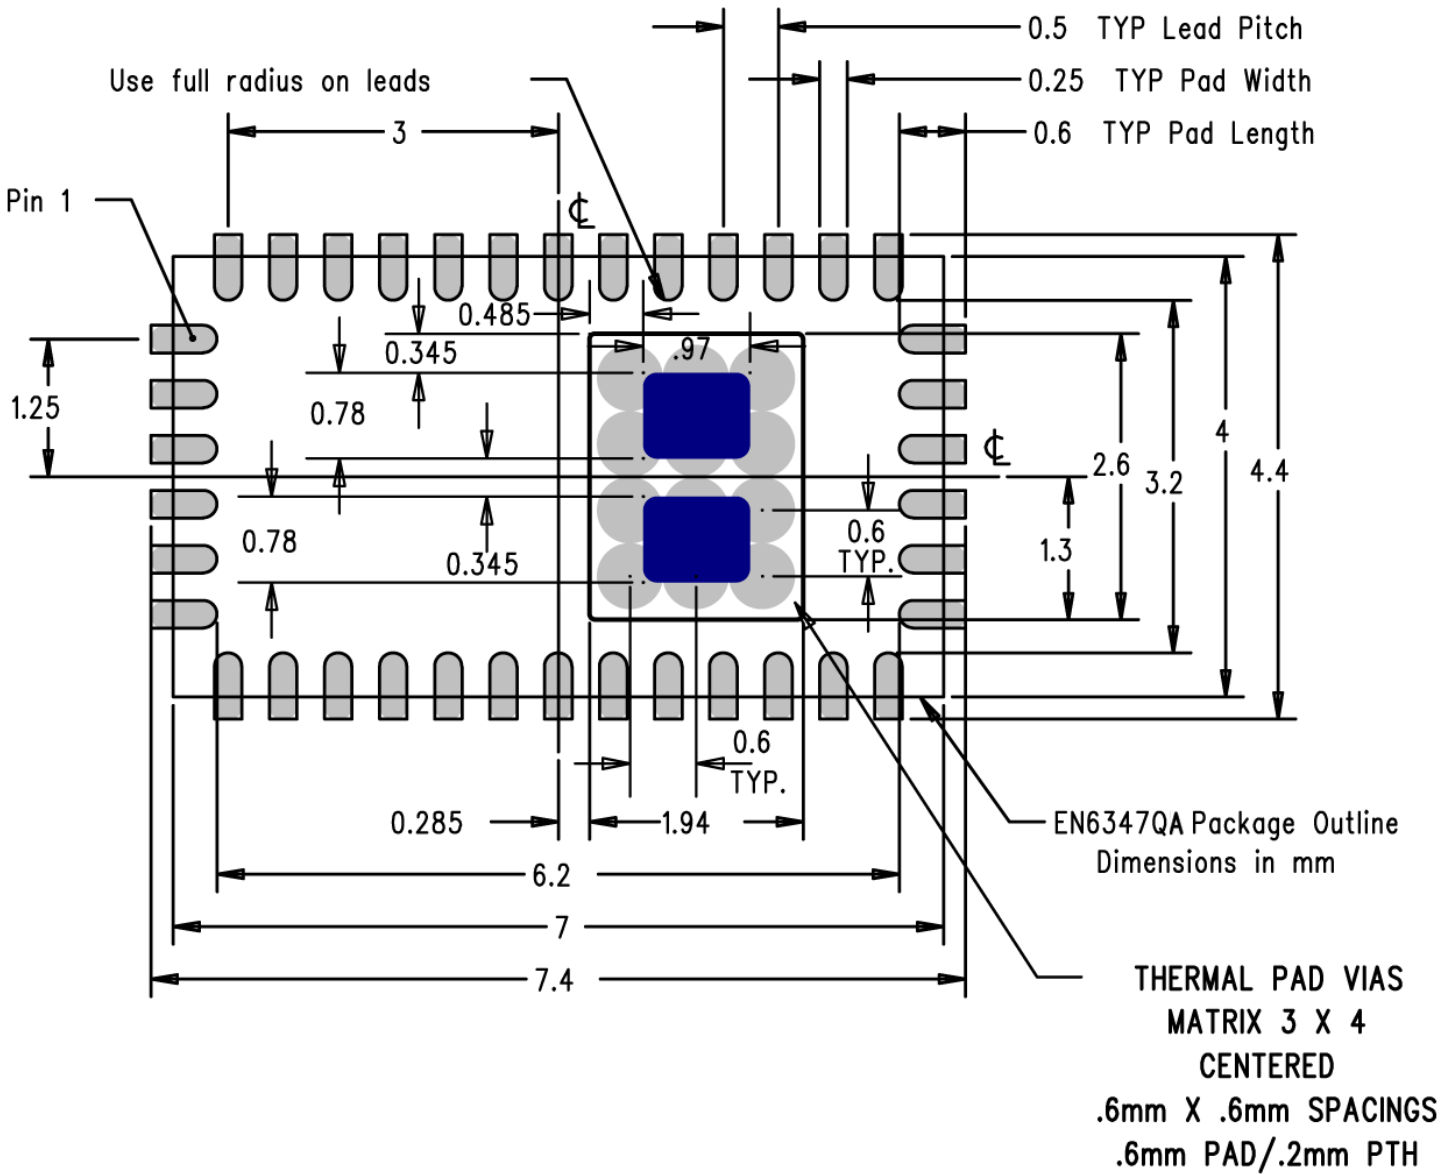 0.5 TYP Lead Pitch
Use full radius on leads
0.25 TYP Pad Width
3
0.6 TYP Pad Length
Pin 1
℄
0.485
0.345
.97
1.25
0.78
4
℄
2.6
3.2
4.4
0.78
0.345
0.6
TYP.
1.3
0.6
TYP.
0.285
1.94
EN6347QA Package Outline
Dimensions in mm
6.2
7
7.4
THERMAL PAD VIAS
MATRIX 3 X 4
CENTERED
.6mm X .6mm SPACINGS
.6mm PAD/.2mm PTH